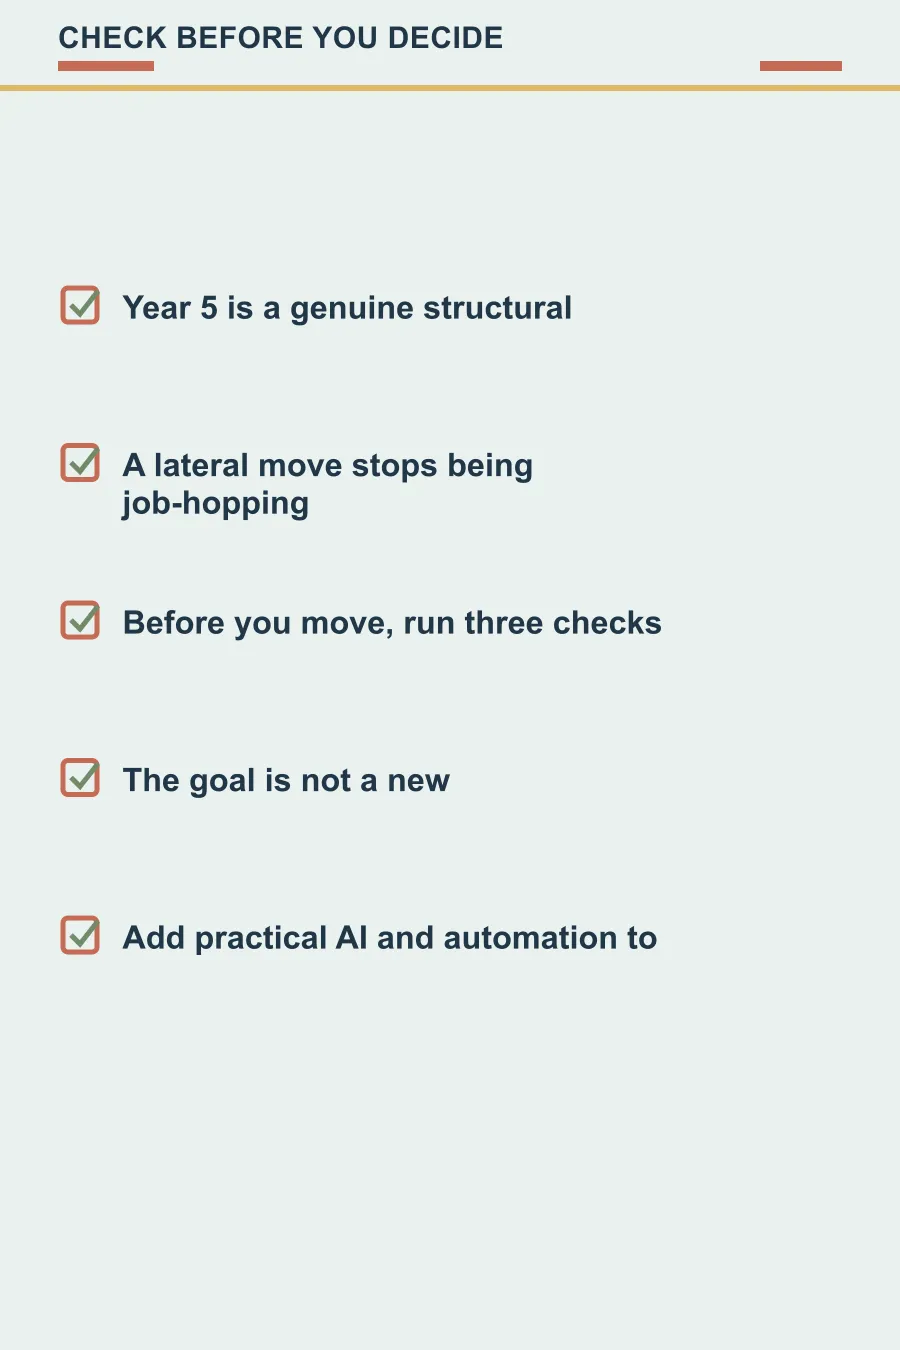 CHECK BEFORE YOU DECIDE
Year 5 is a genuine structural
A lateral move stops being
job-hopping
Before you move, run three checks
The goal is not a new
Add practical AI and automation to